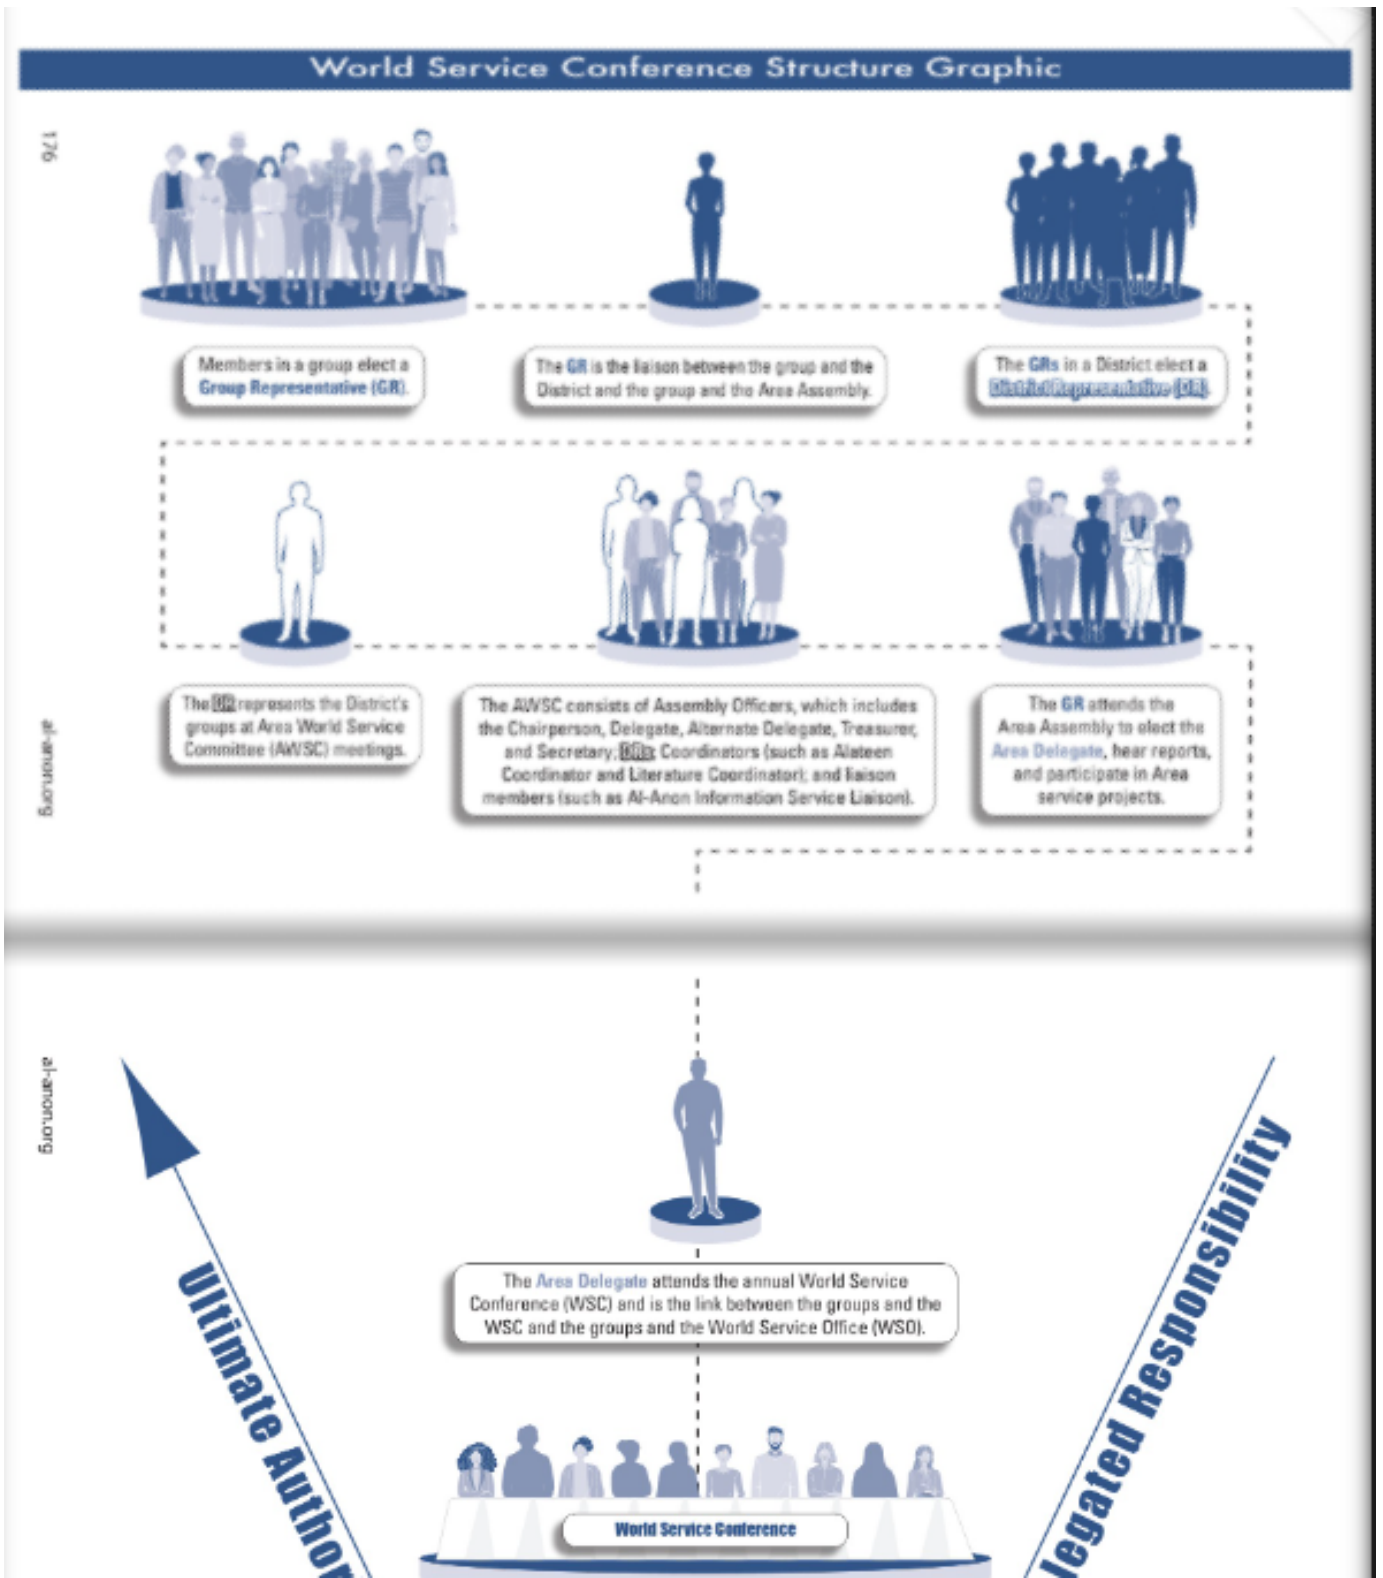 World Service Conference Structure Graphic
176
Members in a group elect a
Group Representative (GR).
The GR is the liaison between the group and the
District and the group and the Area Assembly.
The GRs in a District elect a
District Representative (DR).
The DR represents the District's
groups at Area World Service
Committee (AWSC) meetings.
The AWSC consists of Assembly Officers, which includes
the Chairperson, Delegate, Alternate Delegate, Treasurer,
and Secretary; DRs; Coordinators (such as Alateen
Coordinator and Literature Coordinator); and liaison
members (such as Al-Anon Information Service Liaison).
The GR attends the
Area Assembly to elect the
Area Delegate, hear reports,
and participate in Area
service projects.
al-anon.org
al-anon.org
The Area Delegate attends the annual World Service
Conference (WSC) and is the link between the groups and the
WSC and the groups and the World Service Office (WSO).
Ultimate Author
legated Responsibility
World Service Conference